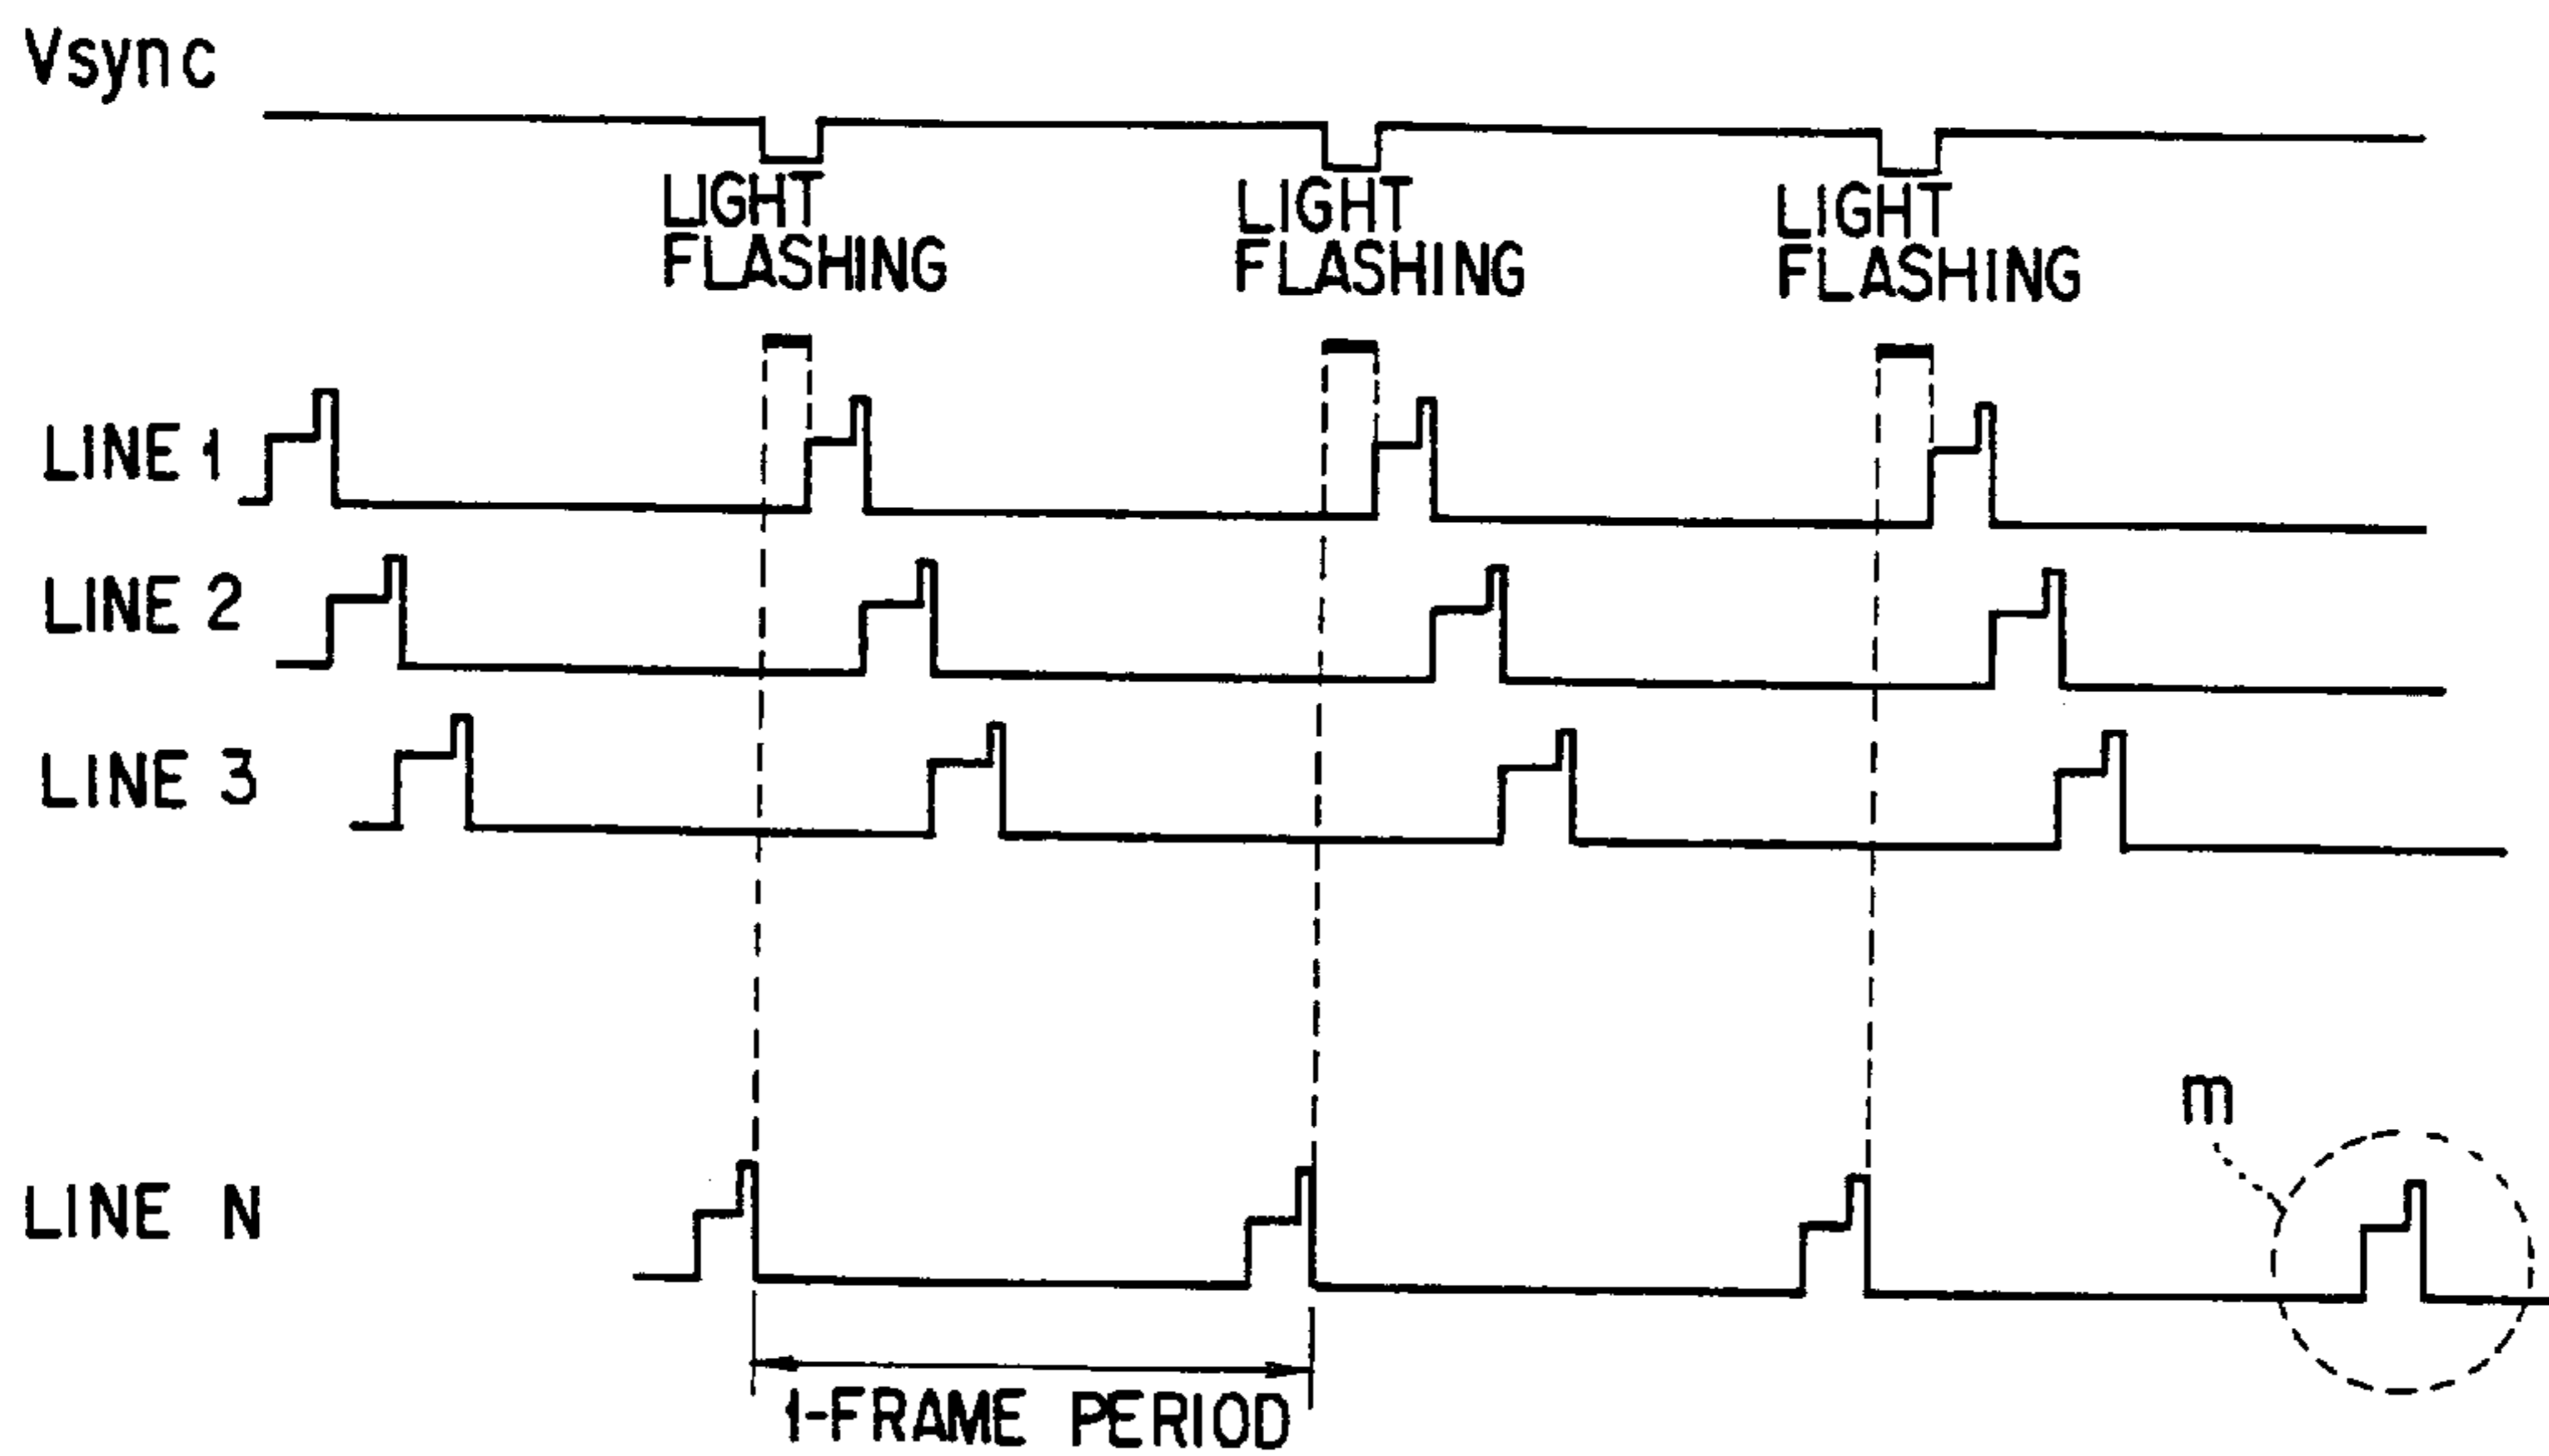 Vsync
LIGHT
FLASHING
LIGHT
FLASHING
LIGHT
FLASHING
LINE 1
LINE 2
LINE 3
m
LINE N
1-FRAME PERIOD